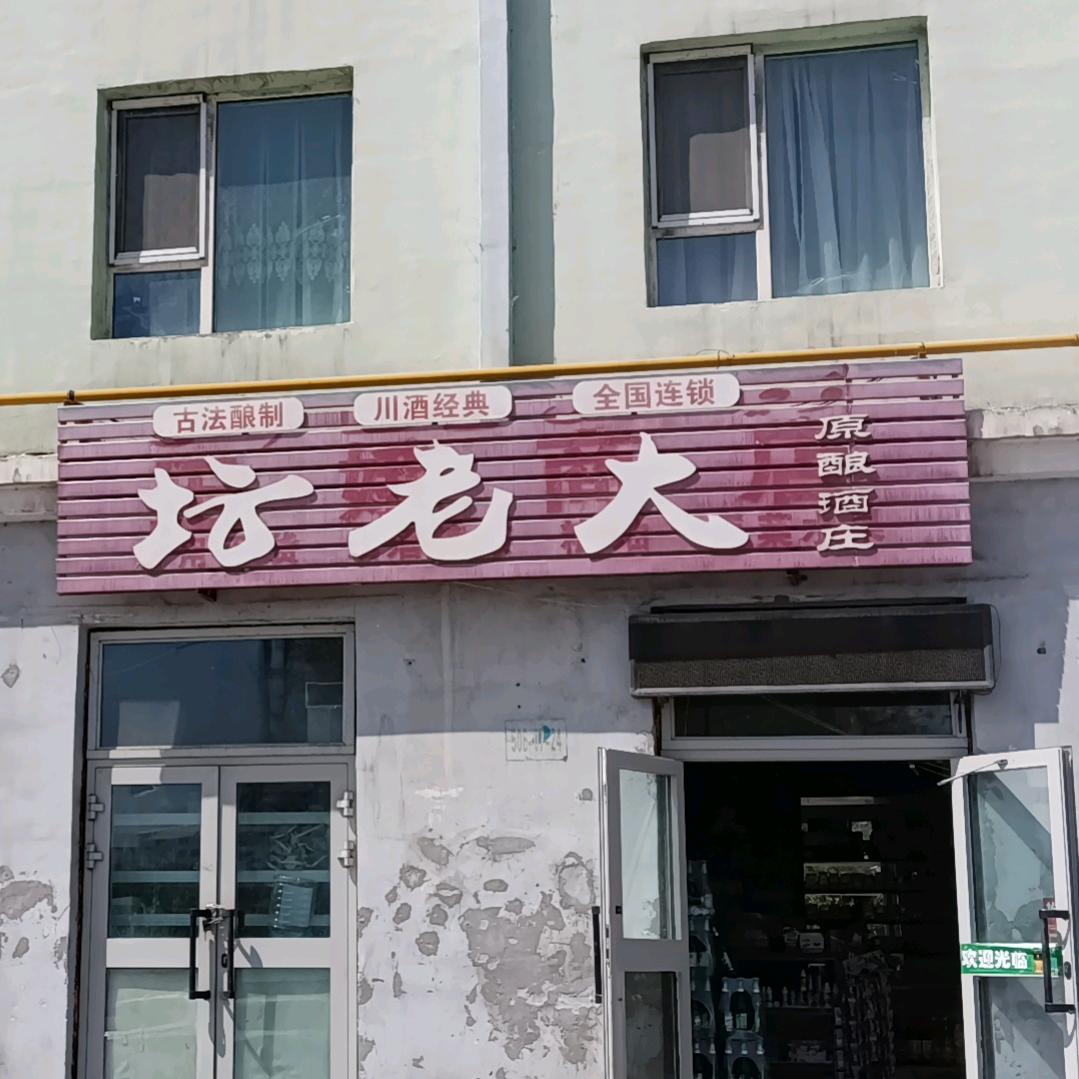 古法酿制 川酒经典 全国连锁
坊老大
原酿酒庄
欢迎光临